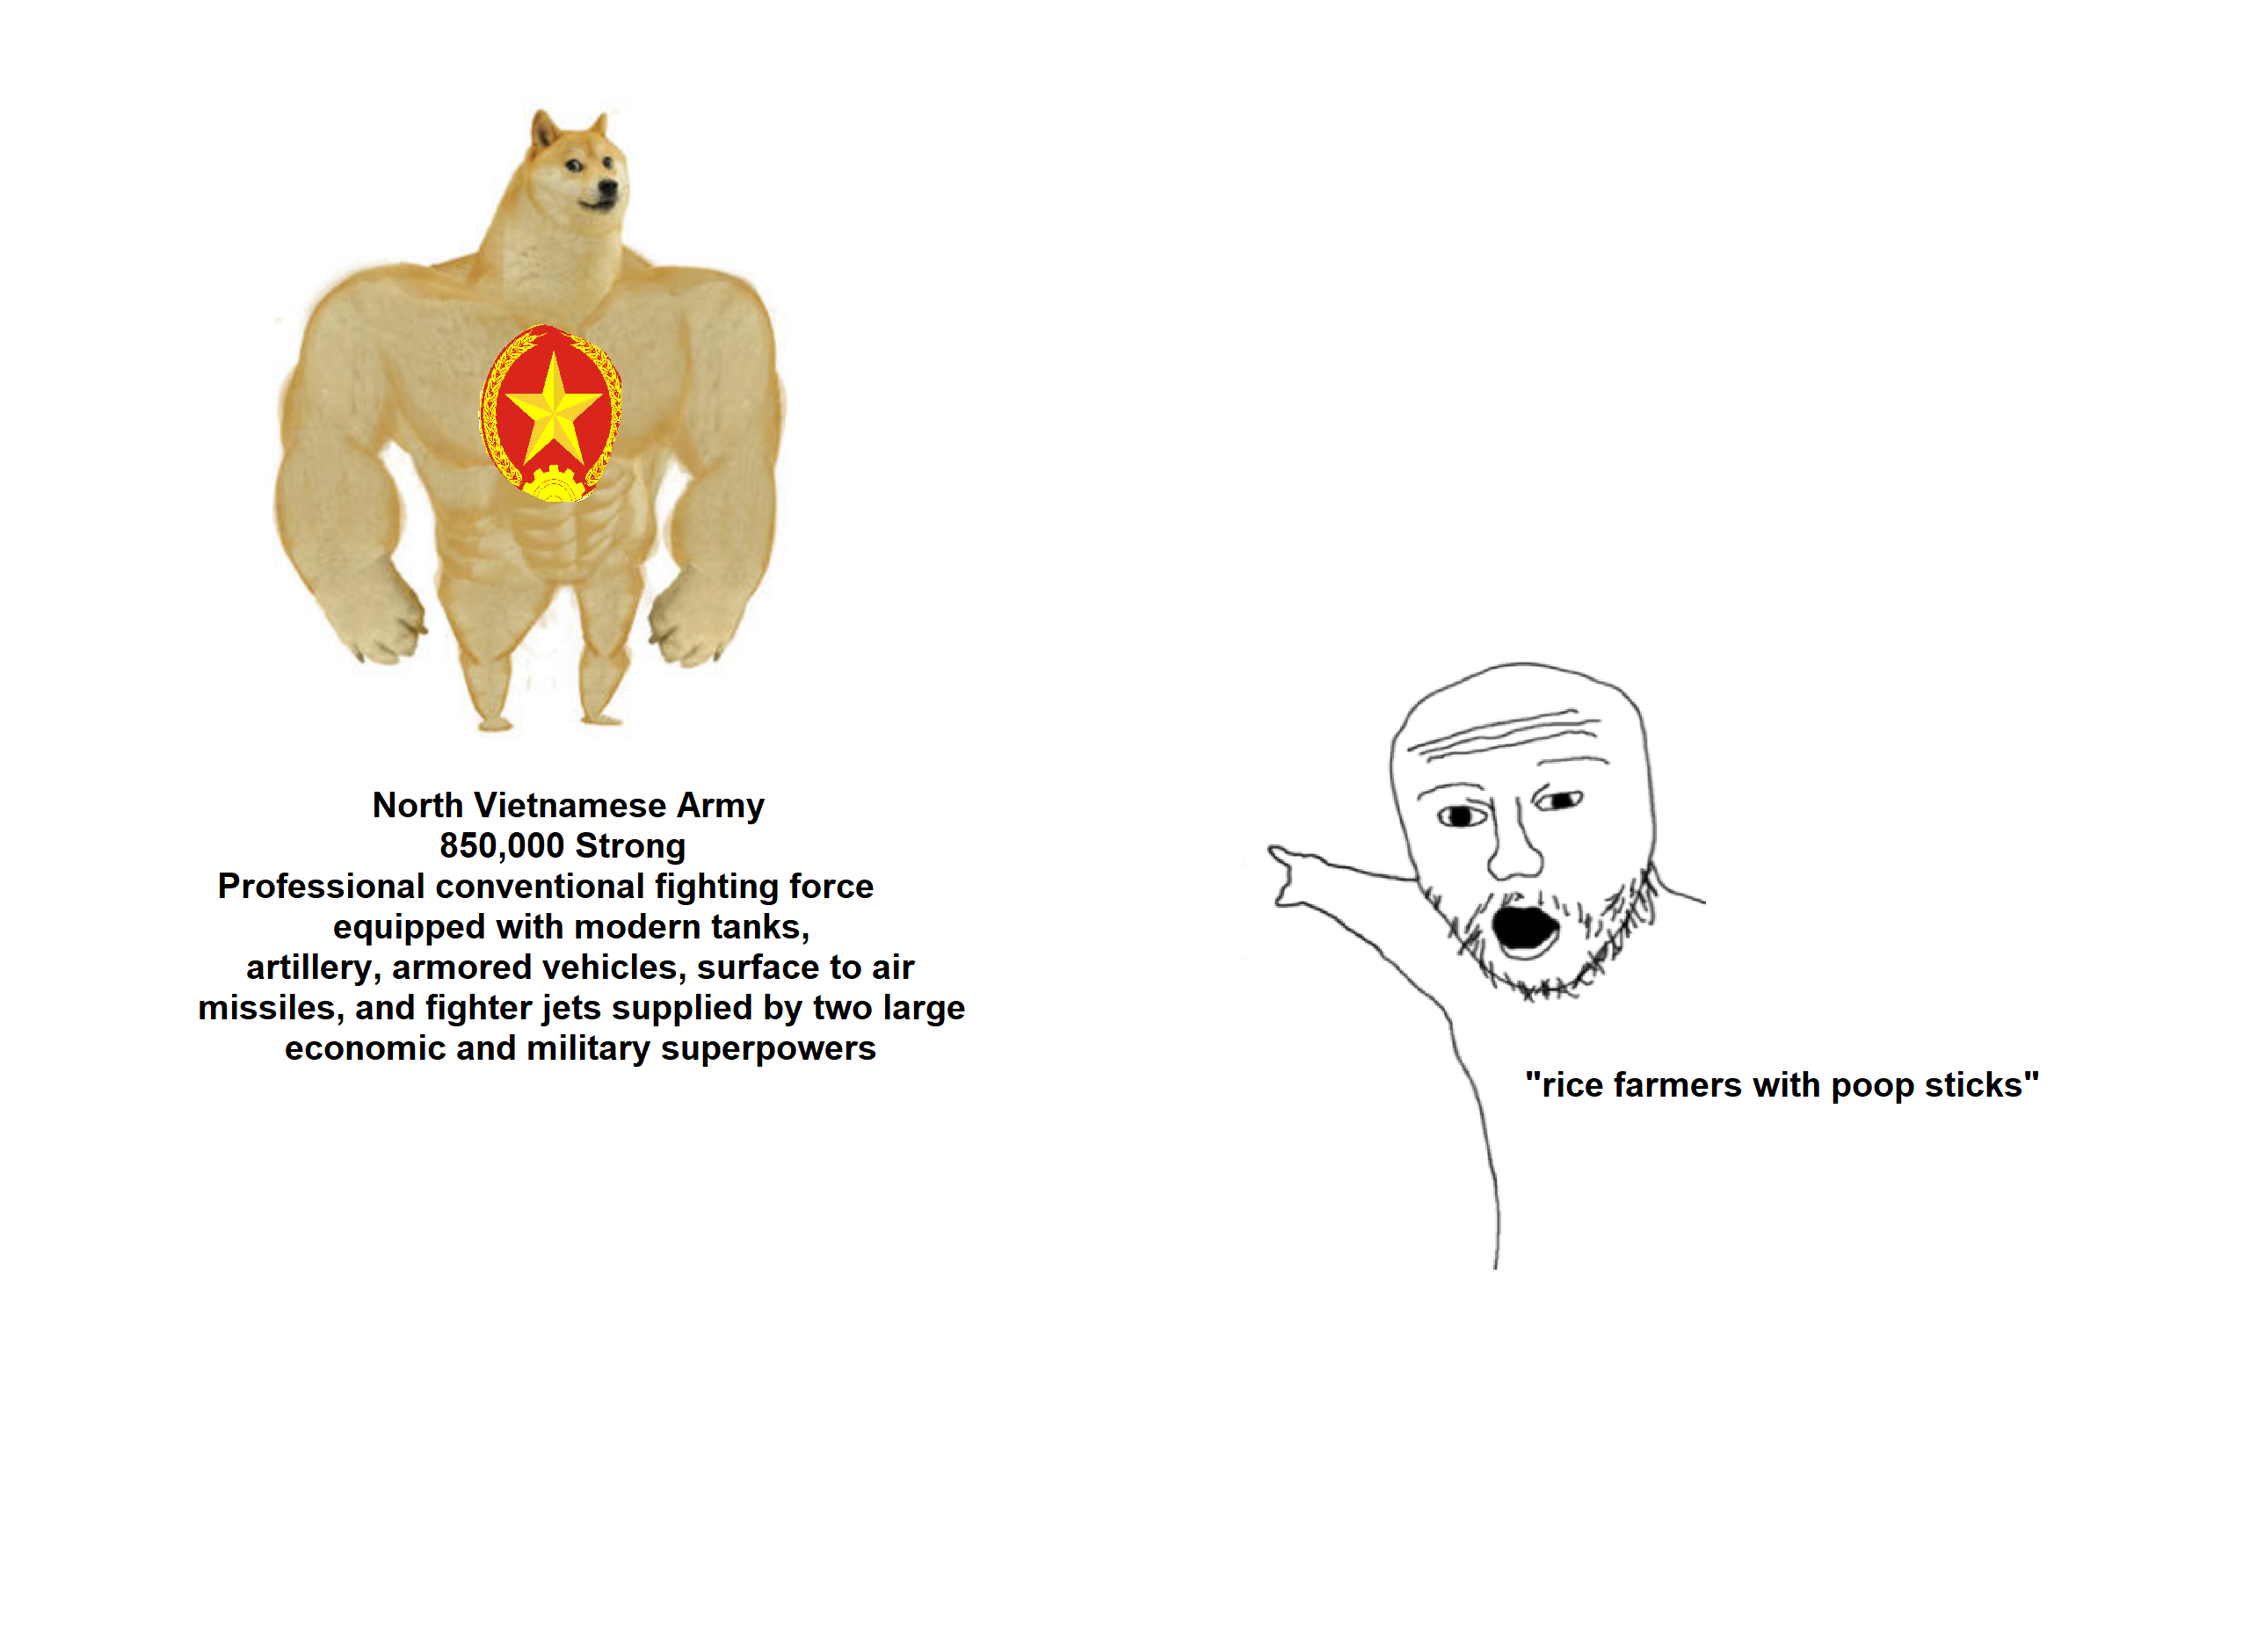 North Vietnamese Army
850,000 Strong
Professional conventional fighting force
equipped with modern tanks,
artillery, armored vehicles, surface to air
missiles, and fighter jets supplied by two large
economic and military superpowers
"rice farmers with poop sticks"